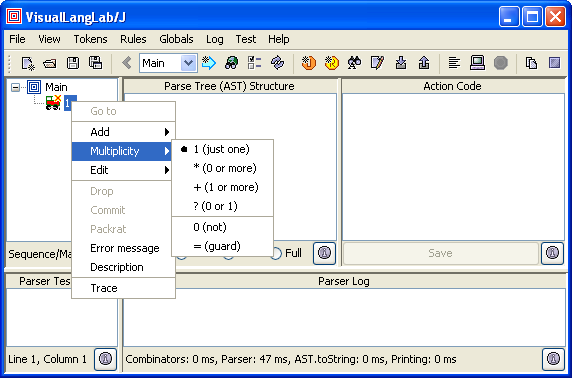 VisualLangLab/J
File View Tokens Rules Globals Log Test Help
Main
Main
Parse Tree (AST) Structure
Action Code
1
Go to
Add
Multiplicity
Edit
Drop
Commit
Packrat
Error message
Description
Trace
1 (just one)
* (0 or more)
+ (1 or more)
? (0 or 1)
0 (not)
= (guard)
Sequence/Ma
Full
Save
Parser Tes
Parser Log
Line 1, Column 1
Combinators: 0 ms, Parser: 47 ms, AST.toString: 0 ms, Printing: 0 ms